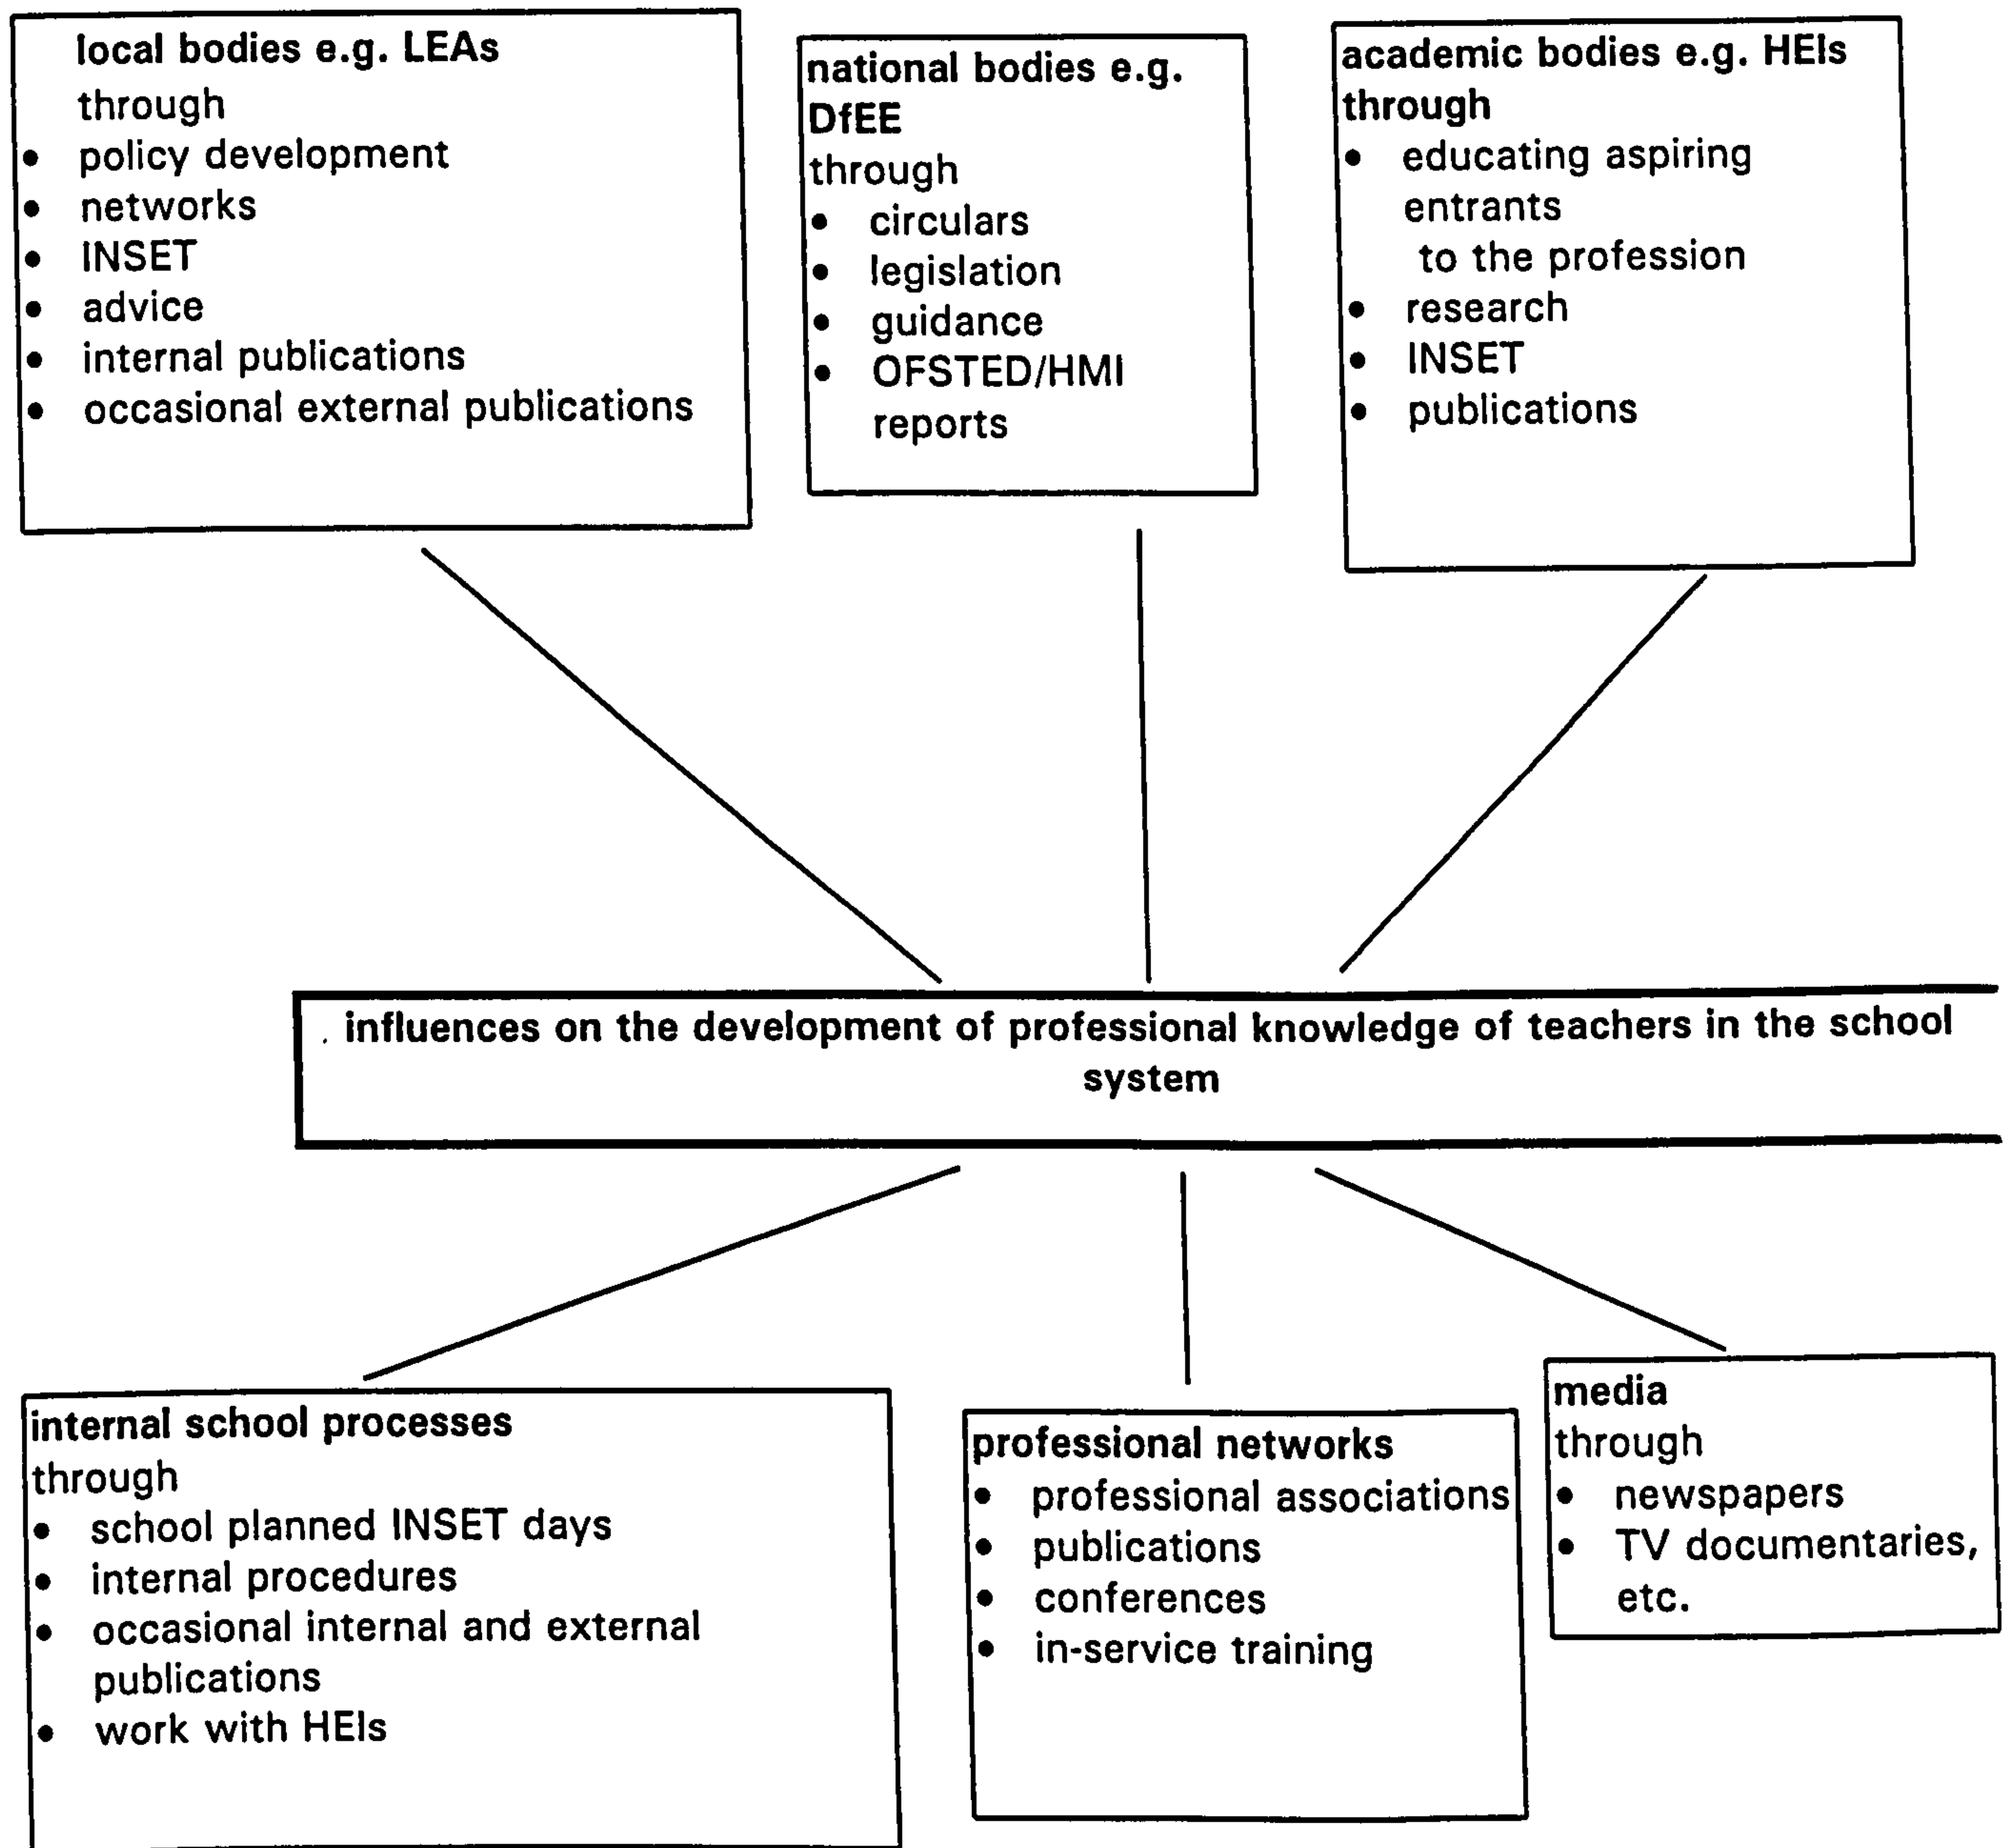 local bodies e.g. LEAs
through
• policy development
• networks
• INSET
• advice
• internal publications
• occasional external publications
national bodies e.g.
DfEE
through
• circulars
• legislation
• guidance
• OFSTED/HMI
reports
academic bodies e.g. HEIs
through
• educating aspiring
entrants
to the profession
• research
• INSET
• publications
influences on the development of professional knowledge of teachers in the school
system
internal school processes
through
• school planned INSET days
• internal procedures
• occasional internal and external
publications
• work with HEIs
professional networks
• professional associations
• publications
• conferences
• in-service training
media
through
• newspapers
• TV documentaries,
etc.